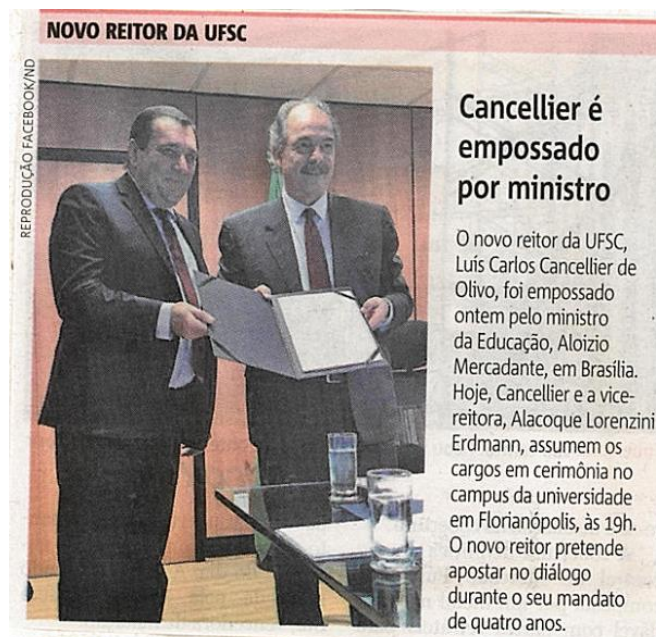 NOVO REITOR DA UFSC
REPRODUÇÃO FACEBOOK/ND
Cancellier é
empossado
por ministro
O novo reitor da UFSC,
Luís Carlos Cancellier de
Olivo, foi empossado
ontem pelo ministro
da Educação, Aloizio
Mercadante, em Brasília.
Hoje, Cancellier e a vice-
reitora, Alacoque Lorenzini
Erdmann, assumem os
cargos em cerimônia no
campus da universidade
em Florianópolis, às 19h.
O novo reitor pretende
apostar no diálogo
durante o seu mandato
de quatro anos.